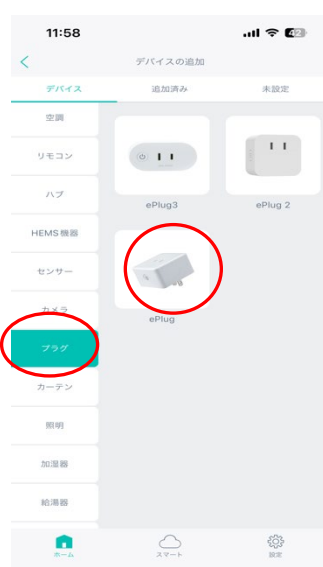 11:58
42
デバイスの追加
デバイス
追加済み
未設定
空調
リモコン
ハブ
HEMS機器
センサー
カメラ
プラグ
カーテン
照明
加湿器
給湯器
ePlug3
ePlug 2
ePlug
ホーム
スマート
設定